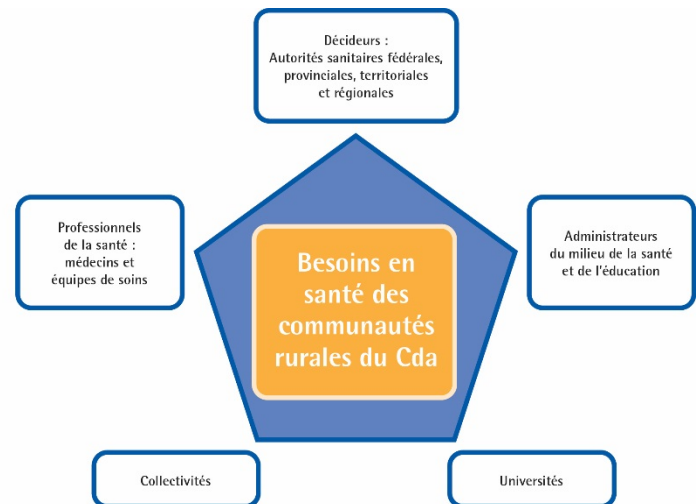 Décideurs :
Autorités sanitaires fédérales,
provinciales, territoriales
et régionales
Professionnels
de la santé :
médecins et
équipes de soins
Administrateurs
du milieu de la santé
et de l'éducation
Besoins en
santé des
communautés
rurales du Cda
Collectivités
Universités